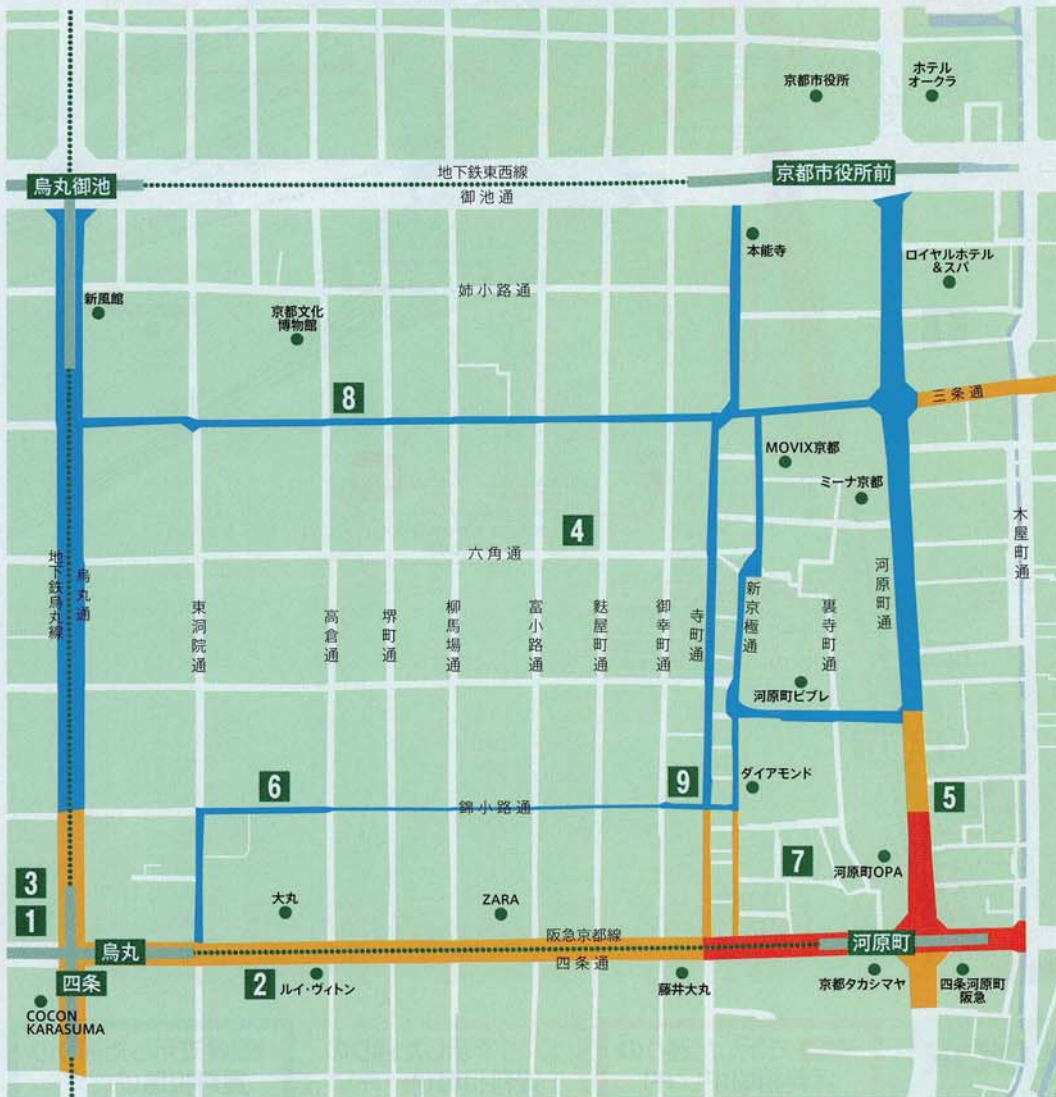 京都市役所
ホテル
オークラ
地下鉄東西線
烏丸御池
京都市役所前
御池通
本能寺
ロイヤルホテル
&スパ
姉小路通
新風館
京都文化
博物館
8
三条通
MOVIX京都
ミーナ京都
4
木屋町通
六角通
地下鉄烏丸線
烏丸通
河原町通
東洞院通
高倉通
堺町通
柳馬場通
富小路通
麩屋町通
御幸町通
寺町通
新京極通
裏寺町通
河原町ビブレ
ダイアモンド
6
9
錦小路通
5
7
河原町OPA
3
1
大丸
ZARA
阪急京都線
烏丸
河原町
四条通
四条
2
ルイ・ヴィトン
藤井大丸
京都タカシマヤ
四条河原町
阪急
COCON
KARASUMA